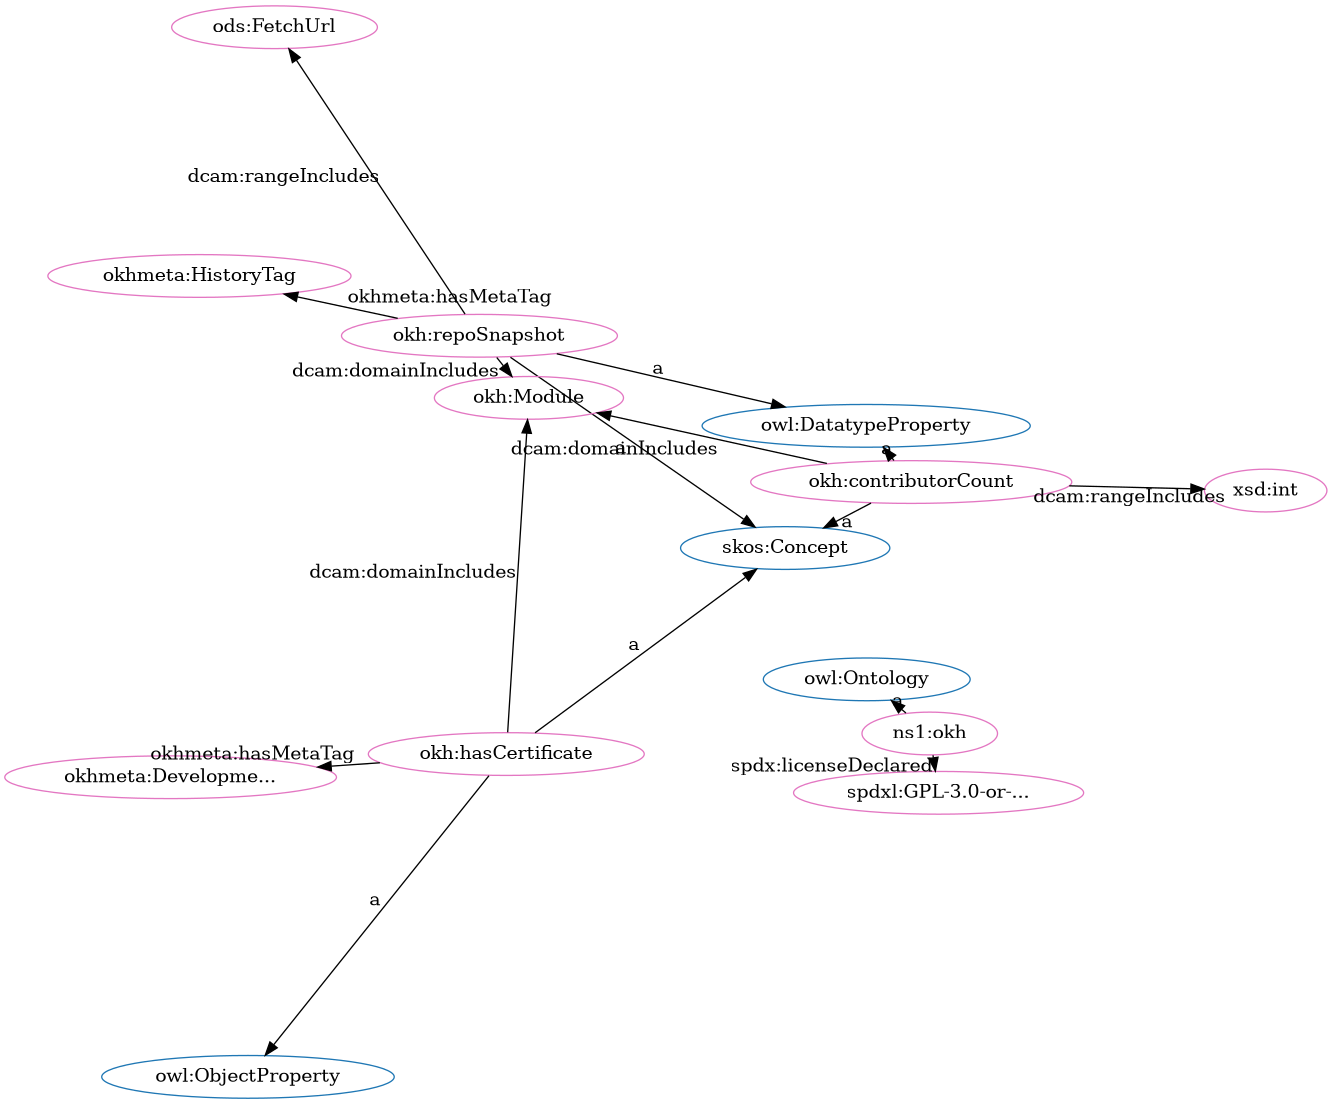 ods:FetchUrl
dcam:rangeIncludes
okhmeta:HistoryTag
okhmeta:hasMetaTag
okh:repoSnapshot
dcam:domainIncludes
a
okh:Module
owl:DatatypeProperty
dcam:domainIncludes
a
a
okh:contributorCount
xsd:int
dcam:rangeIncludes
a
skos:Concept
dcam:domainIncludes
a
owl:Ontology
a
ns1:okh
okh:hasCertificate
okhmeta:hasMetaTag
spdx:licenseDeclared
okhmeta:Developme...
spdxl:GPL-3.0-or-...
a
owl:ObjectProperty